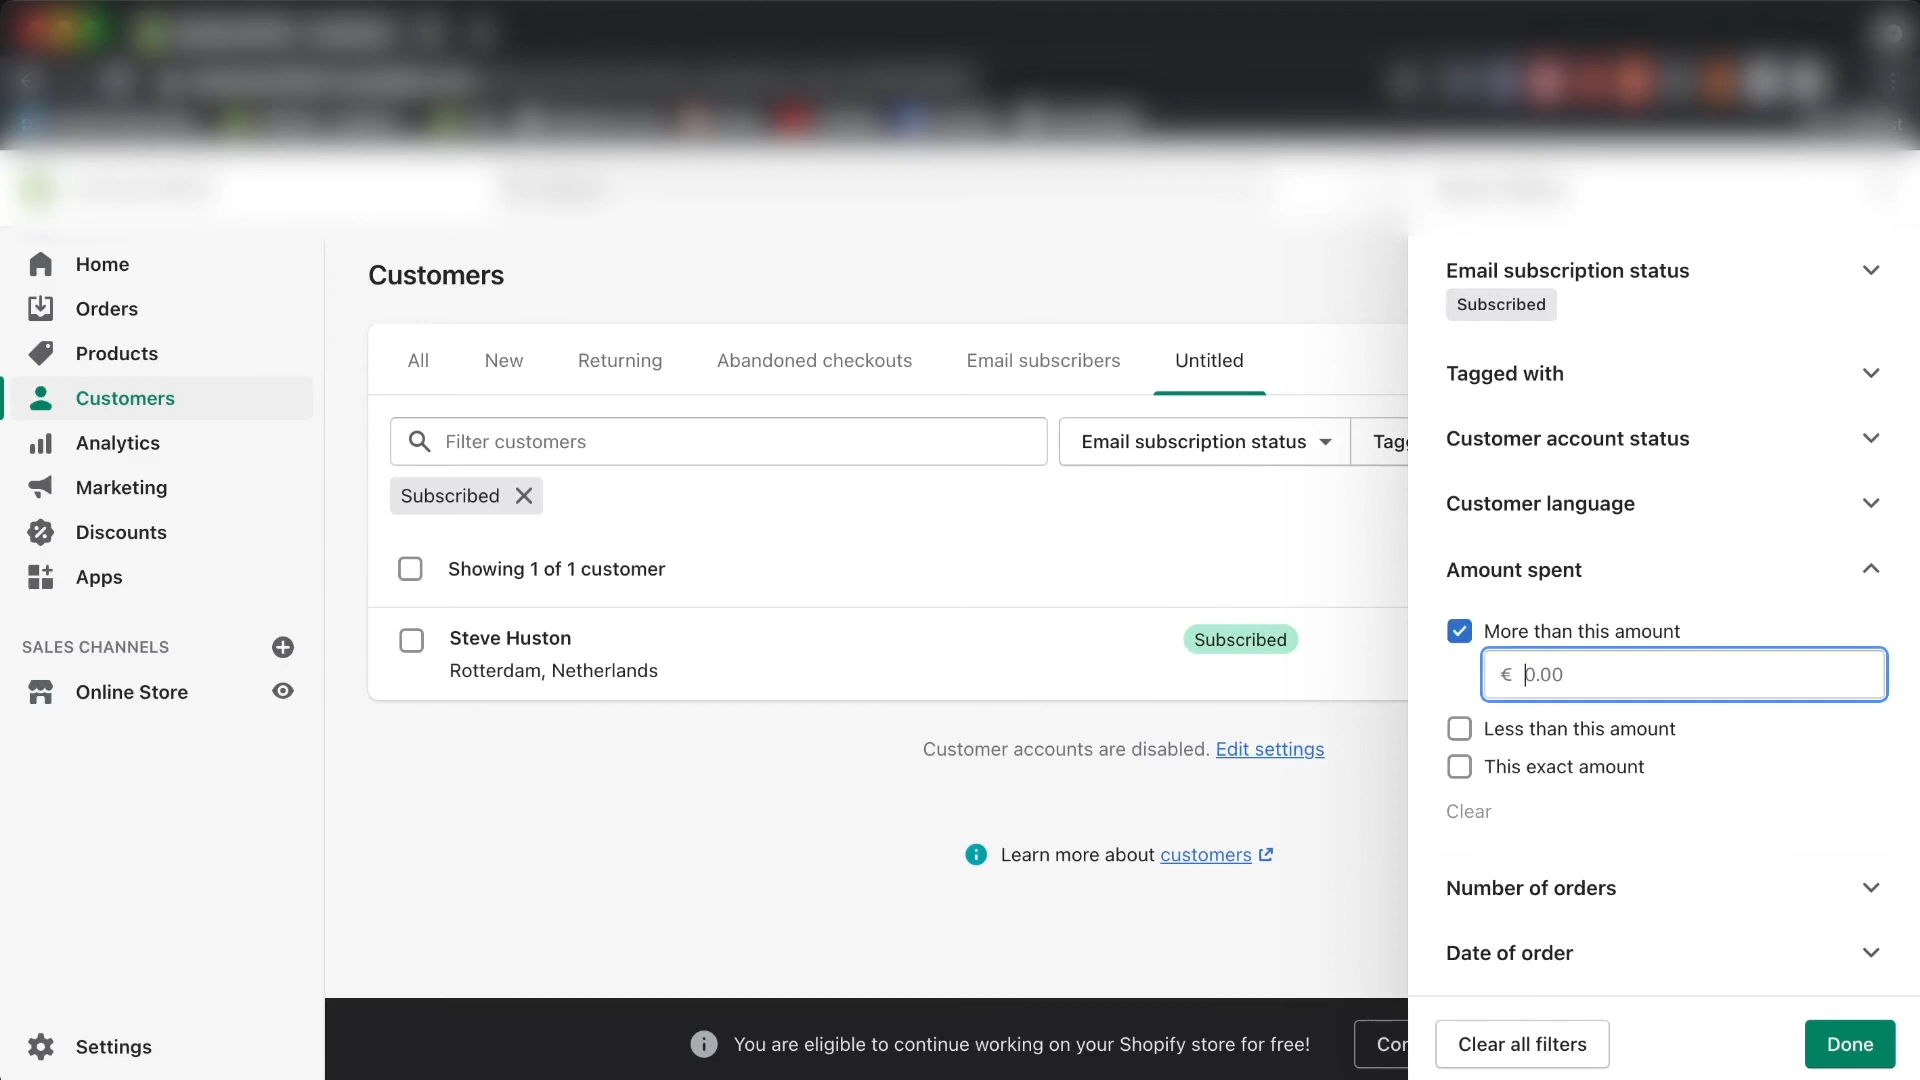 Home
Orders
Products
Customers
Analytics
Marketing
Discounts
Apps
SALES CHANNELS
Online Store
Settings
Customers
All New Returning Abandoned checkouts Email subscribers Untitled
Filter customers
Email subscription status
Subscribed
Showing 1 of 1 customer
Steve Huston
Rotterdam, Netherlands
Subscribed
Customer accounts are disabled. Edit settings
Learn more about customers
You are eligible to continue working on your Shopify store for free!
Email subscription status
Subscribed
Tagged with
Customer account status
Customer language
Amount spent
More than this amount
€ 0.00
Less than this amount
This exact amount
Clear
Number of orders
Date of order
Clear all filters
Done